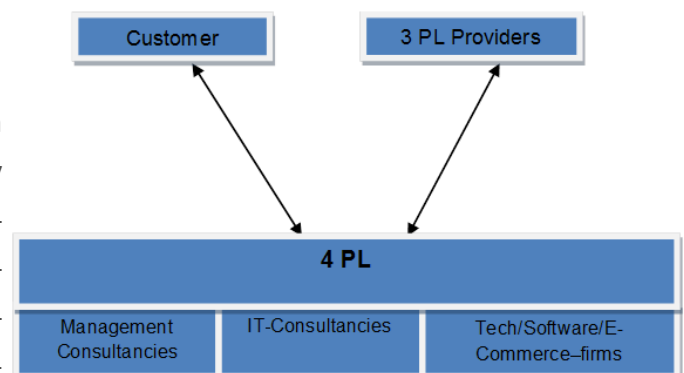 Customer
3 PL Providers
4 PL
Management
Consultancies
IT-Consultancies
Tech/Software/E-
Commerce–firms